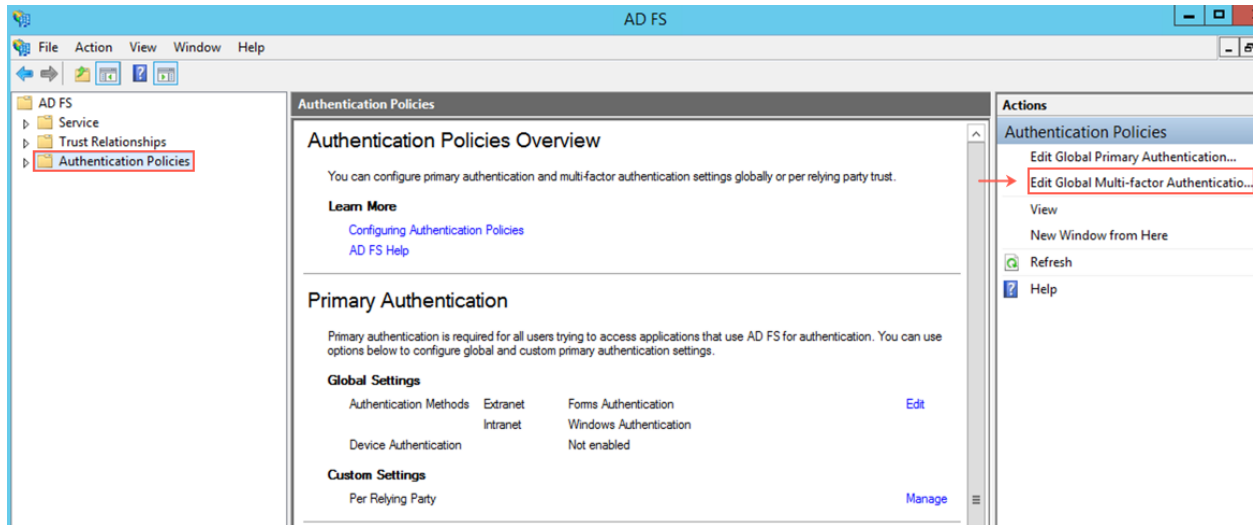 AD FS
File Action View Window Help
AD FS
Service
Trust Relationships
Authentication Policies
Authentication Policies
Authentication Policies Overview
You can configure primary authentication and multi-factor authentication settings globally or per relying party trust.
Learn More
Configuring Authentication Policies
AD FS Help
Primary Authentication
Primary authentication is required for all users trying to access applications that use AD FS for authentication. You can use
options below to configure global and custom primary authentication settings.
Global Settings
Authentication Methods Extranet Forms Authentication Edit
Intranet Windows Authentication
Device Authentication Not enabled
Custom Settings
Per Relying Party Manage
Actions
Authentication Policies
Edit Global Primary Authentication...
Edit Global Multi-factor Authenticatio...
View
New Window from Here
Refresh
Help